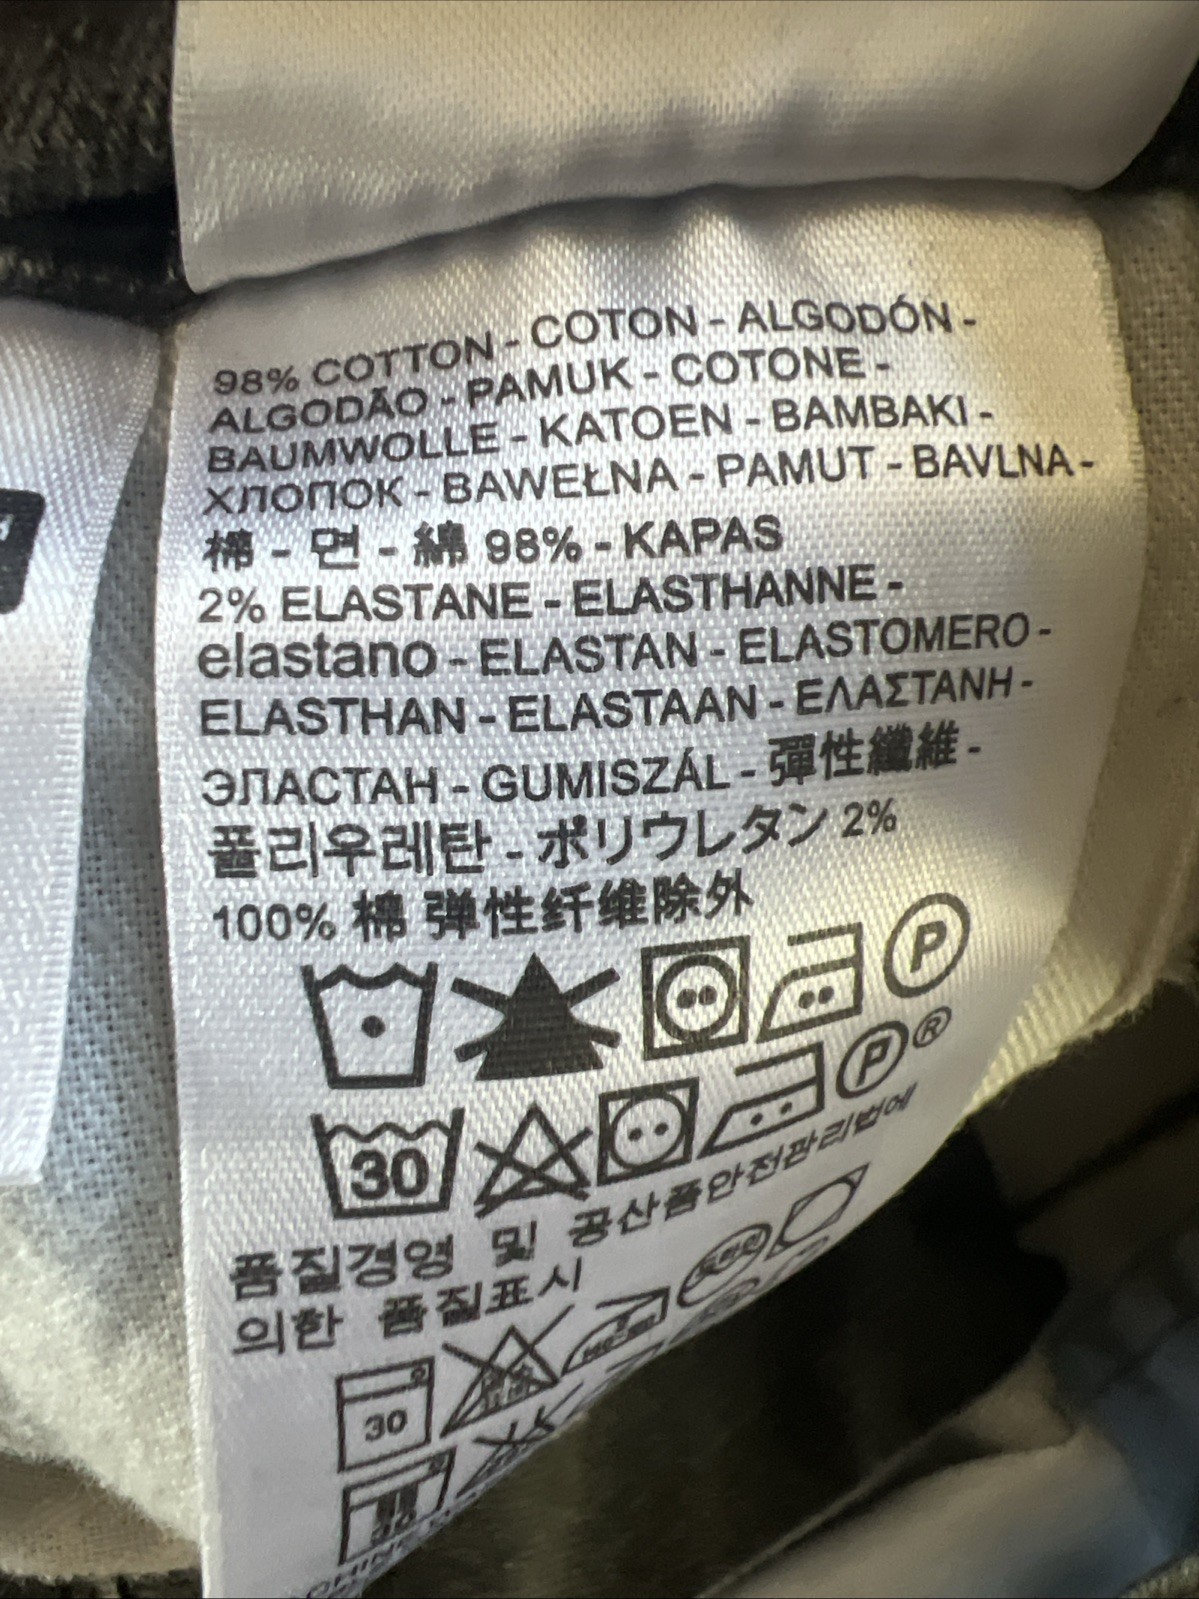 98% COTTON - COTON - ALGODÓN -
ALGODÃO - PAMUK - COTONE -
BAUMWOLLE - KATOEN - BAMBAKI -
ХЛОПОК - BAWEŁNA - PAMUT - BAVLNA -
棉 - 면 - 綿 98% - KAPAS
2% ELASTANE - ELASTHANNE -
elastano - ELASTAN - ELASTOMERO -
ELASTHAN - ELASTAAN - ΕΛΑΣΤΑΝΗ -
ЭЛАСТАН - GUMISZÁL - 彈性纖維 -
폴리우레탄 - ポリウレタン 2%
100% 棉 弹性纤维除外
P
30 P ®
품질경영 및 공산품안전관리법에
의한 품질표시
30
30